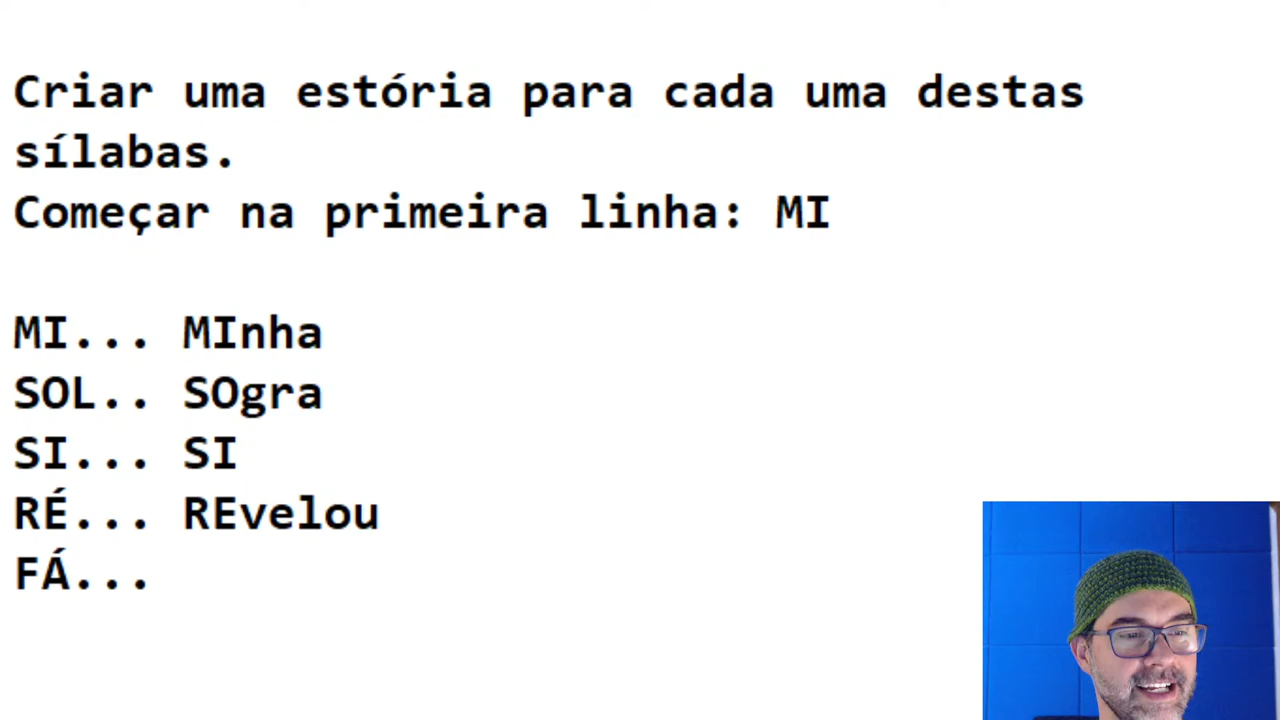 Criar uma estória para cada uma destas
sílabas.
Começar na primeira linha: MI
MI... MInha
SOL.. SOgra
SI... SI
RÉ... REvelou
FÁ...